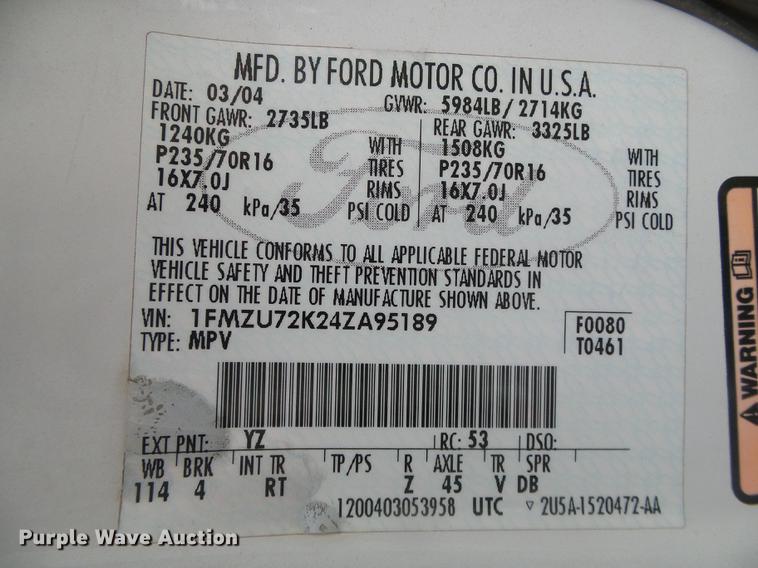 MFD. BY FORD MOTOR CO. IN U.S.A.
DATE: 03/04 GVWR: 5984LB/ 2714KG
FRONT GAWR: 2735LB REAR GAWR: 3325LB
1240KG WITH 1508KG WITH
P235/70R16 TIRES P235/70R16 TIRES
16X7.0J RIMS 16X7.0J RIMS
AT 240 kPa/35 PSI COLD AT 240 kPa/35 PSI COLD
Ford
THIS VEHICLE CONFORMS TO ALL APPLICABLE FEDERAL MOTOR
VEHICLE SAFETY AND THEFT PREVENTION STANDARDS IN
EFFECT ON THE DATE OF MANUFACTURE SHOWN ABOVE.
VIN: 1FMZU72K24ZA95189 F0080
TYPE: MPV T0461
EXT PNT: YZ RC: 53 DSO:
WB BRK INT TR TP/PS R AXLE TR SPR
114 4 RT Z 45 V DB
1200403053958 UTC 2U5A-1520472-AA
WARNING
Purple Wave Auction